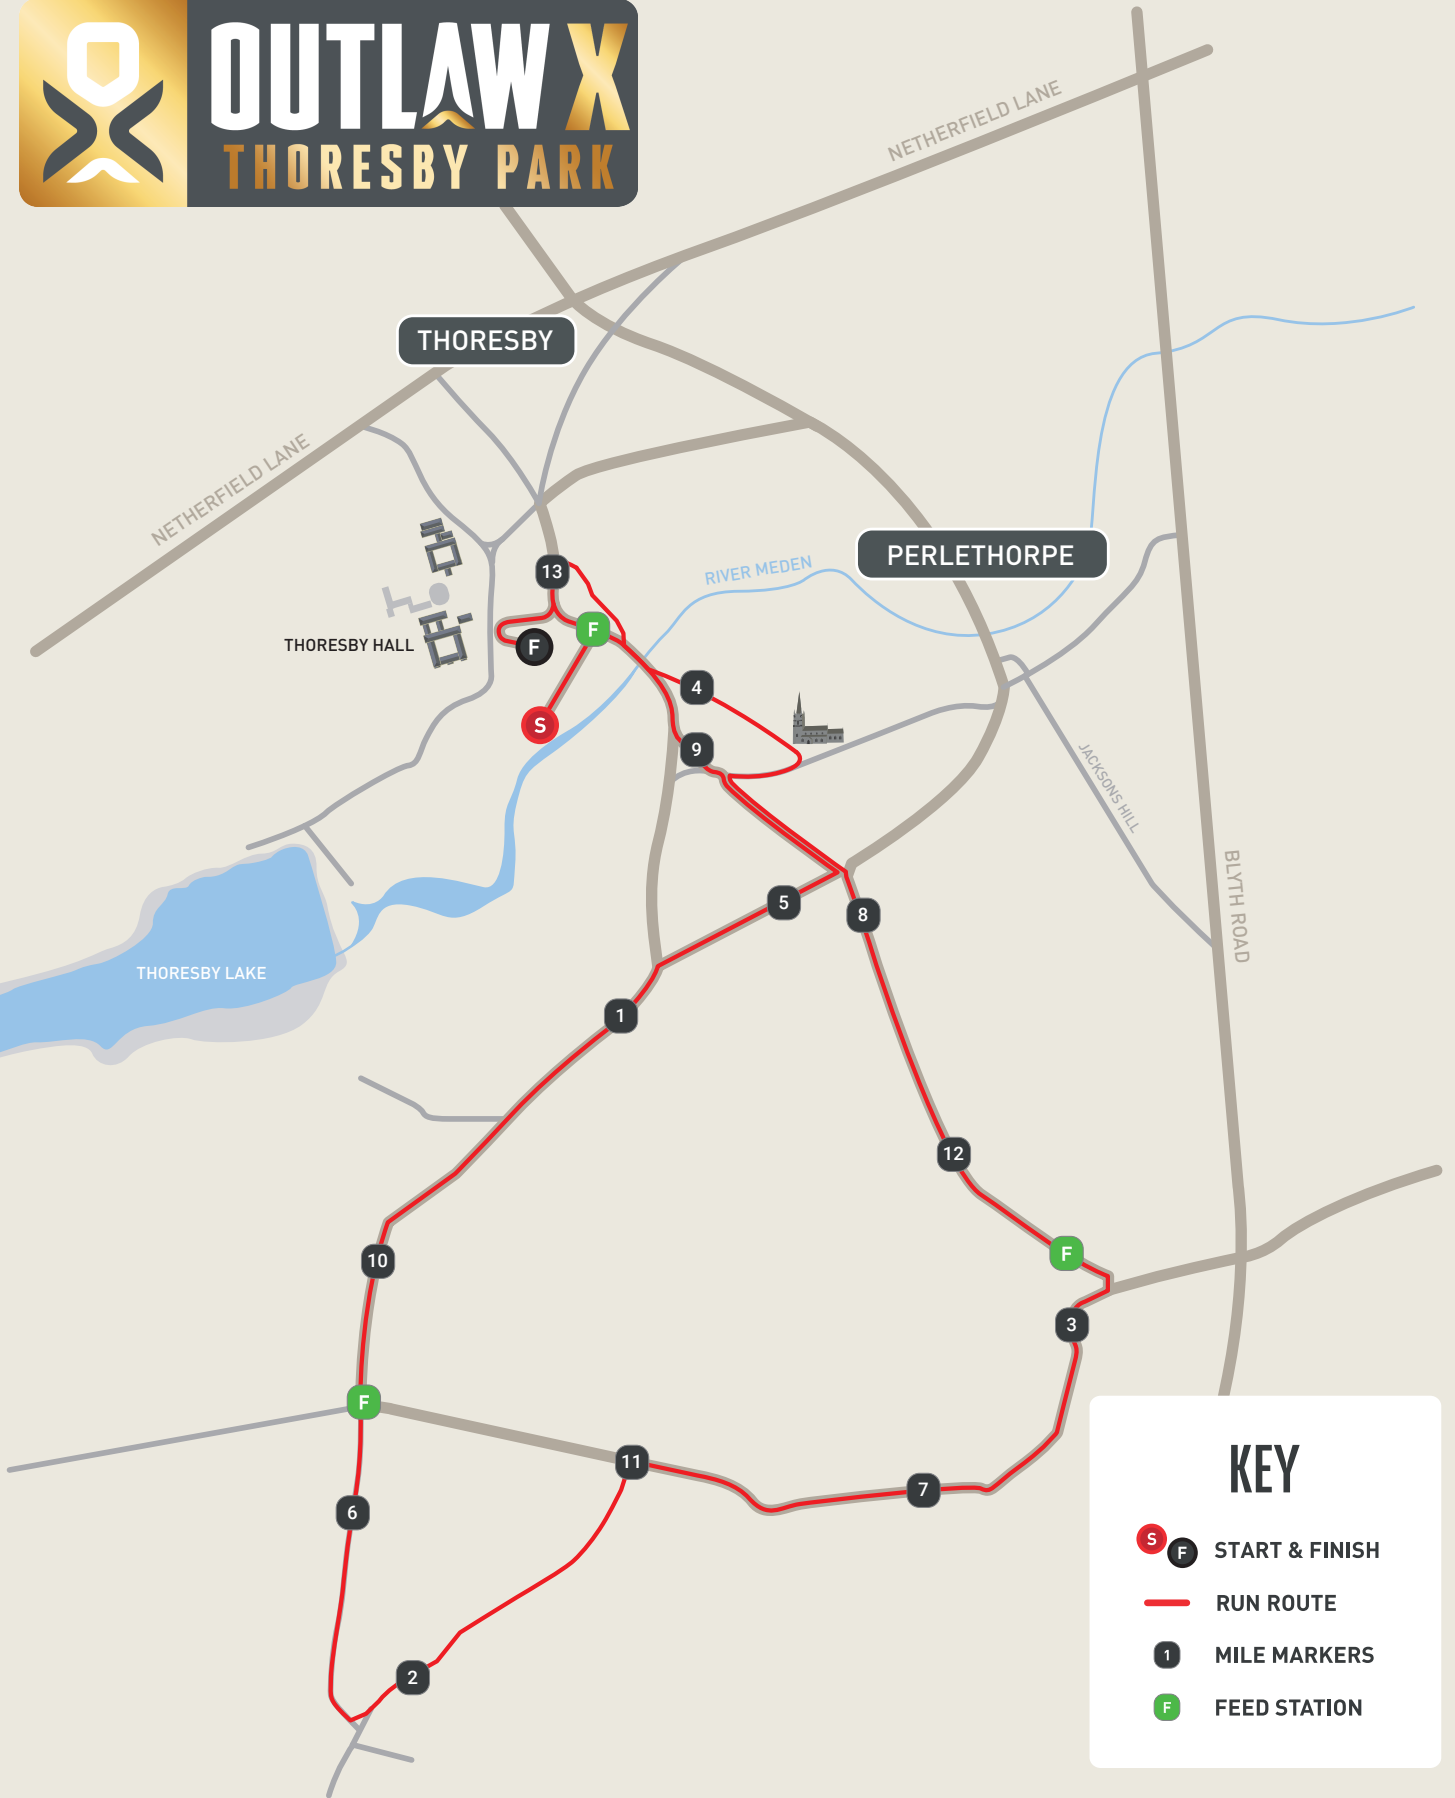 OUTLAW X
THORESBY PARK
NETHERFIELD LANE
THORESBY
NETHERFIELD LANE
PERLETHORPE
RIVER MEDEN
13
F
THORESBY HALL
F
4
S
9
JACKSONS HILL
BLYTH ROAD
5
8
THORESBY LAKE
1
12
F
10
3
F
11
7
6
2
KEY
S
F
START & FINISH
RUN ROUTE
1
MILE MARKERS
F
FEED STATION